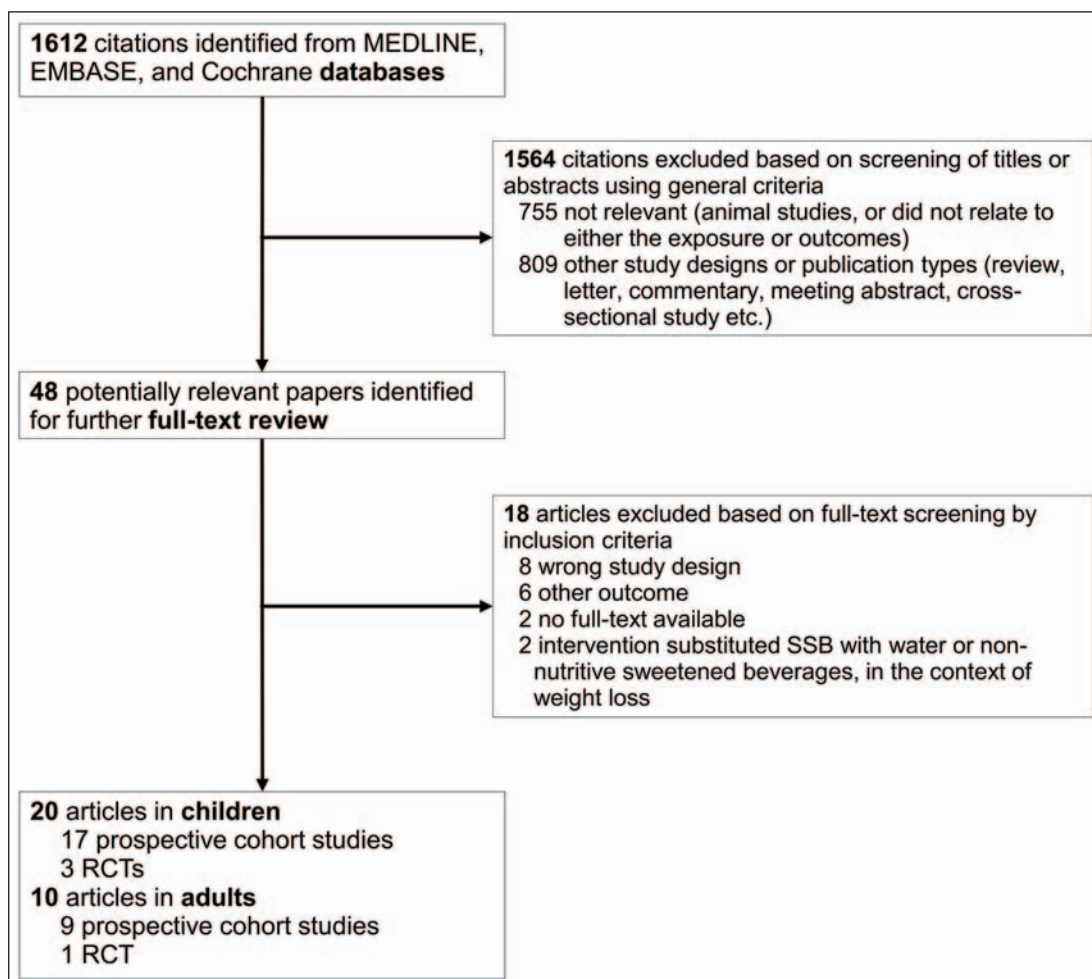 1612 citations identified from MEDLINE,
EMBASE, and Cochrane databases
1564 citations excluded based on screening of titles or
abstracts using general criteria
755 not relevant (animal studies, or did not relate to
either the exposure or outcomes)
809 other study designs or publication types (review,
letter, commentary, meeting abstract, cross-
sectional study etc.)
48 potentially relevant papers identified
for further full-text review
18 articles excluded based on full-text screening by
inclusion criteria
8 wrong study design
6 other outcome
2 no full-text available
2 intervention substituted SSB with water or non-
nutritive sweetened beverages, in the context of
weight loss
20 articles in children
17 prospective cohort studies
3 RCTs
10 articles in adults
9 prospective cohort studies
1 RCT